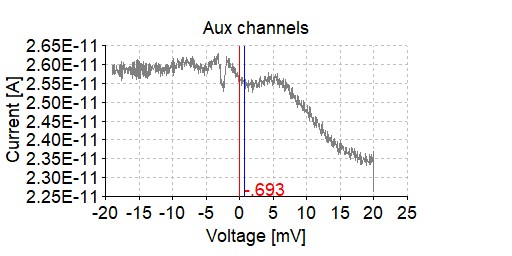 Aux channels
Current [A]
2.65E-11
2.60E-11
2.55E-11
2.50E-11
2.45E-11
2.40E-11
2.35E-11
2.30E-11
2.25E-11
-.693
-20 -15 -10 -5 0 5 10 15 20 25
Voltage [mV]